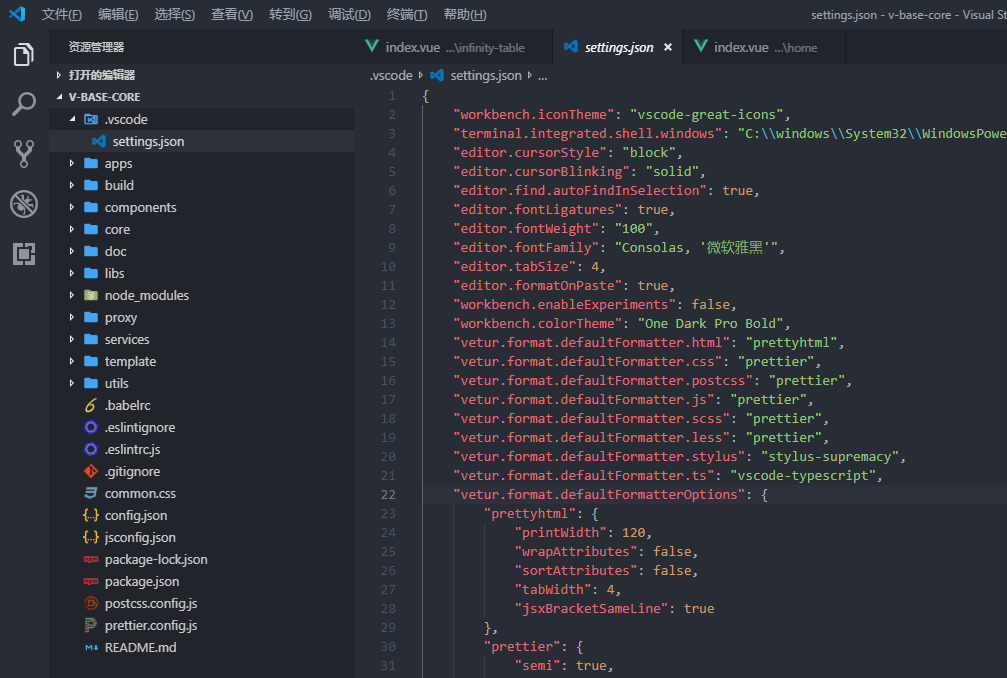 文件(F) 编辑(E) 选择(S) 查看(V) 转到(G) 调试(D) 终端(T) 帮助(H) settings.json - v-base-core - Visual St
资源管理器
打开的编辑器
V-BASE-CORE
.vscode
settings.json
apps
build
components
core
doc
libs
node_modules
proxy
services
template
utils
.babelrc
.eslintignore
.eslintrc.js
.gitignore
common.css
config.json
jsconfig.json
package-lock.json
package.json
postcss.config.js
prettier.config.js
README.md
index.vue ...\infinity-table settings.json × index.vue ...\home
.vscode settings.json ...
1 {
2 "workbench.iconTheme": "vscode-great-icons",
3 "terminal.integrated.shell.windows": "C:\\windows\\System32\\WindowsPowe
4 "editor.cursorStyle": "block",
5 "editor.cursorBlinking": "solid",
6 "editor.find.autoFindInSelection": true,
7 "editor.fontLigatures": true,
8 "editor.fontWeight": "100",
9 "editor.fontFamily": "Consolas, '微软雅黑'",
10 "editor.tabSize": 4,
11 "editor.formatOnPaste": true,
12 "workbench.enableExperiments": false,
13 "workbench.colorTheme": "One Dark Pro Bold",
14 "vetur.format.defaultFormatter.html": "prettyhtml",
15 "vetur.format.defaultFormatter.css": "prettier",
16 "vetur.format.defaultFormatter.postcss": "prettier",
17 "vetur.format.defaultFormatter.js": "prettier",
18 "vetur.format.defaultFormatter.scss": "prettier",
19 "vetur.format.defaultFormatter.less": "prettier",
20 "vetur.format.defaultFormatter.stylus": "stylus-supremacy",
21 "vetur.format.defaultFormatter.ts": "vscode-typescript",
22 "vetur.format.defaultFormatterOptions": {
23 "prettyhtml": {
24 "printWidth": 120,
25 "wrapAttributes": false,
26 "sortAttributes": false,
27 "tabWidth": 4,
28 "jsxBracketSameLine": true
29 },
30 "prettier": {
31 "semi": true,